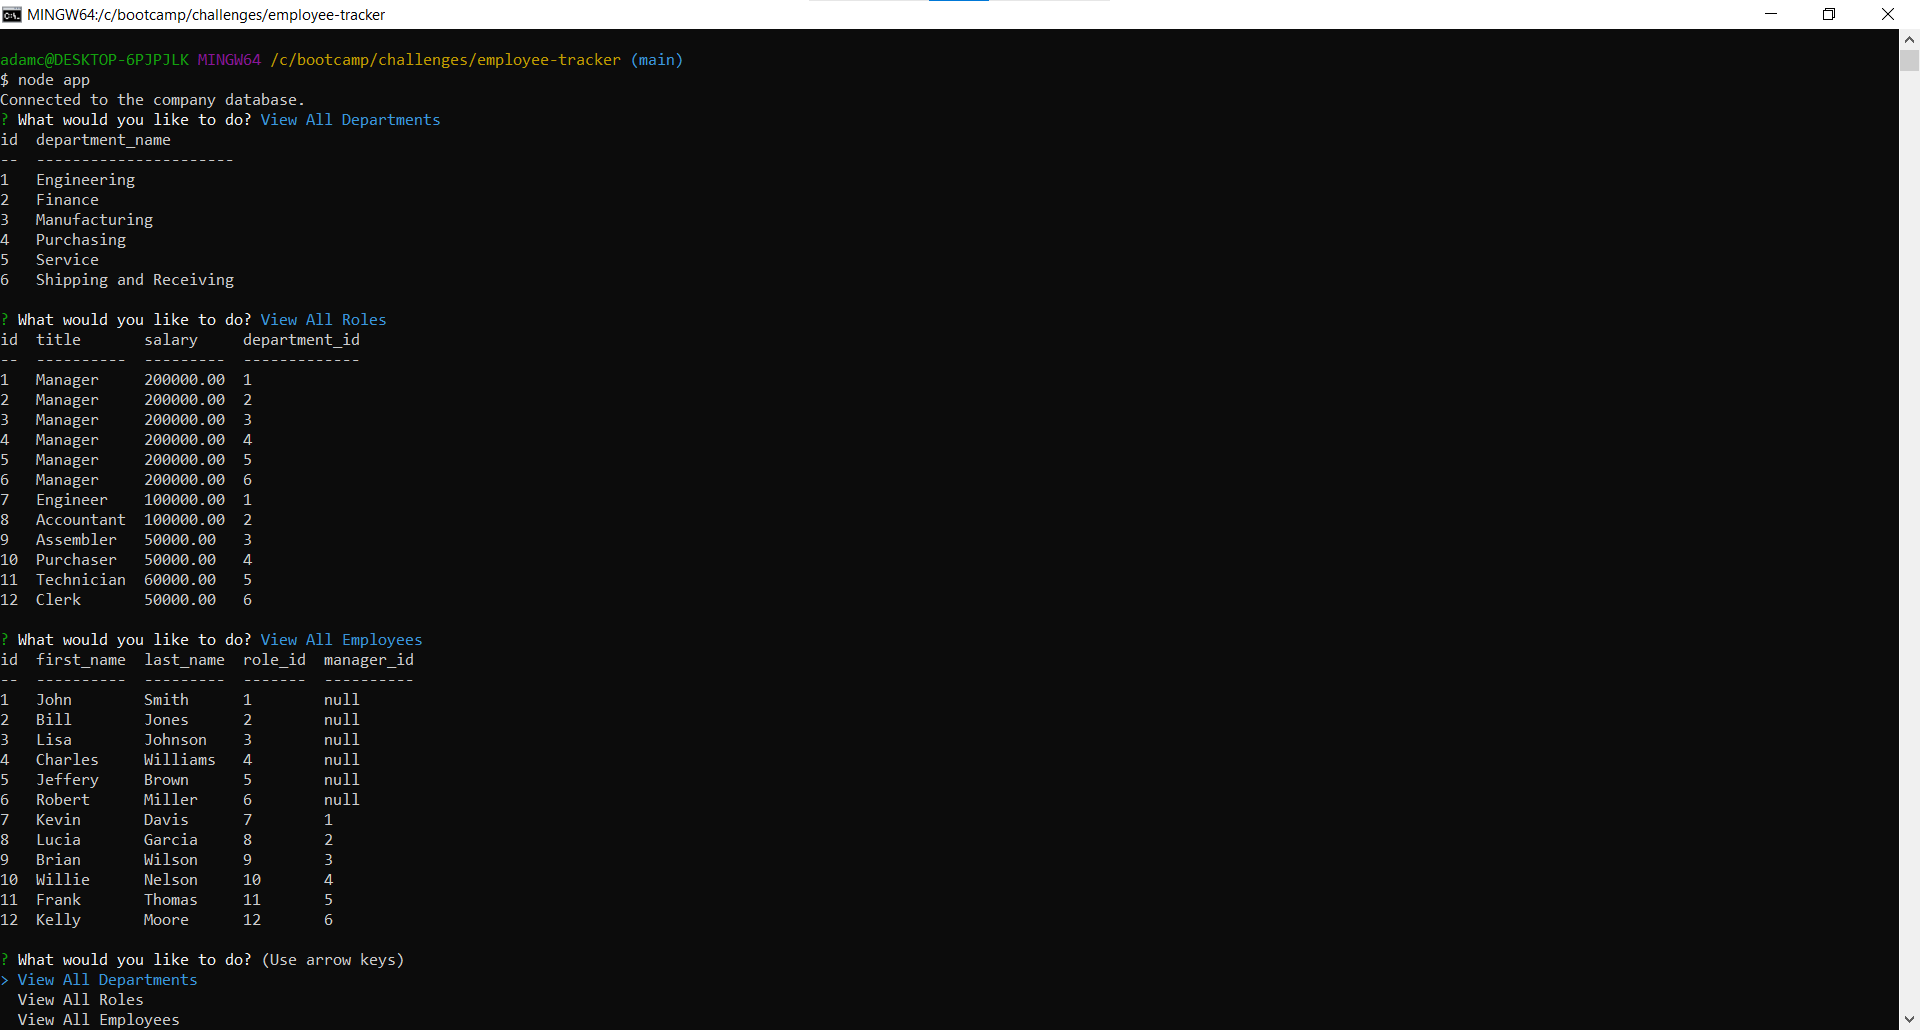 MINGW64:/c/bootcamp/challenges/employee-tracker
adamc@DESKTOP-6PJPJLK MINGW64 /c/bootcamp/challenges/employee-tracker (main)
$ node app
Connected to the company database.
? What would you like to do? View All Departments
id  department_name
--  ----------------------
1   Engineering
2   Finance
3   Manufacturing
4   Purchasing
5   Service
6   Shipping and Receiving
? What would you like to do? View All Roles
id  title       salary     department_id
--  ----------  ---------  -------------
1   Manager     200000.00  1
2   Manager     200000.00  2
3   Manager     200000.00  3
4   Manager     200000.00  4
5   Manager     200000.00  5
6   Manager     200000.00  6
7   Engineer    100000.00  1
8   Accountant  100000.00  2
9   Assembler   50000.00   3
10  Purchaser   50000.00   4
11  Technician  60000.00   5
12  Clerk       50000.00   6
? What would you like to do? View All Employees
id  first_name  last_name  role_id  manager_id
--  ----------  ---------  -------  ----------
1   John        Smith      1        null
2   Bill        Jones      2        null
3   Lisa        Johnson    3        null
4   Charles     Williams   4        null
5   Jeffery     Brown      5        null
6   Robert      Miller     6        null
7   Kevin       Davis      7        1
8   Lucia       Garcia     8        2
9   Brian       Wilson     9        3
10  Willie      Nelson     10       4
11  Frank       Thomas     11       5
12  Kelly       Moore      12       6
? What would you like to do? (Use arrow keys)
> View All Departments
  View All Roles
  View All Employees